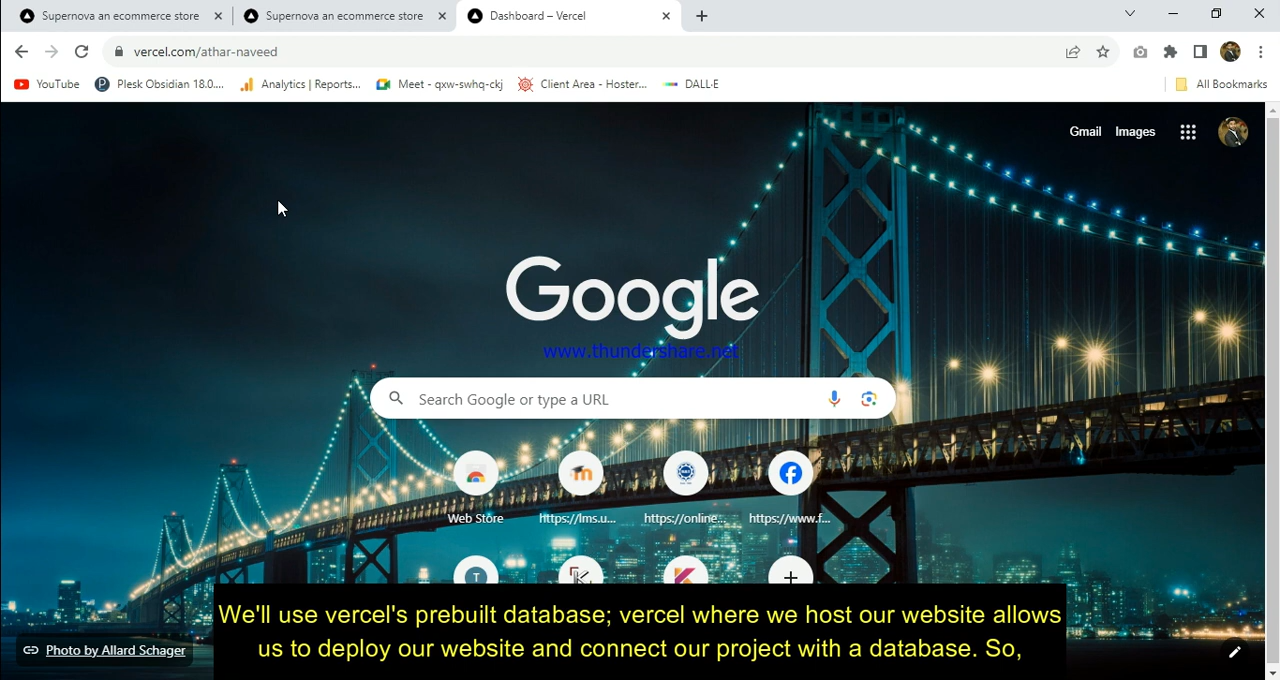 Supernova an ecommerce store
Supernova an ecommerce store
Dashboard – Vercel
vercel.com/athar-naveed
YouTube
Plesk Obsidian 18.0....
Analytics | Reports...
Meet - qxw-swhq-ckj
Client Area - Hoster...
DALL·E
All Bookmarks
Gmail
Images
Google
www.thundershare.net
Search Google or type a URL
Web Store
https://lms.u...
https://online...
https://www.f...
T
We'll use vercel's prebuilt database; vercel where we host our website allows
us to deploy our website and connect our project with a database. So,
Photo by Allard Schager